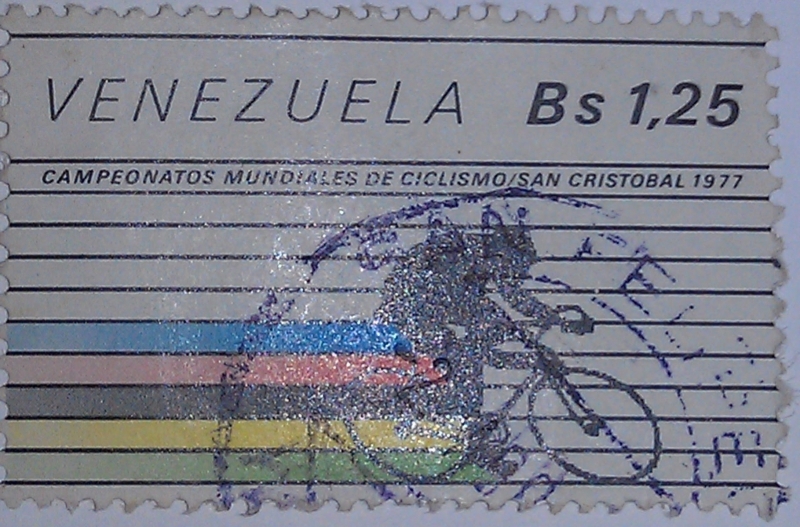 VENEZUELA Bs 1,25
CAMPEONATOS MUNDIALES DE CICLISMO/SAN CRISTOBAL 1977